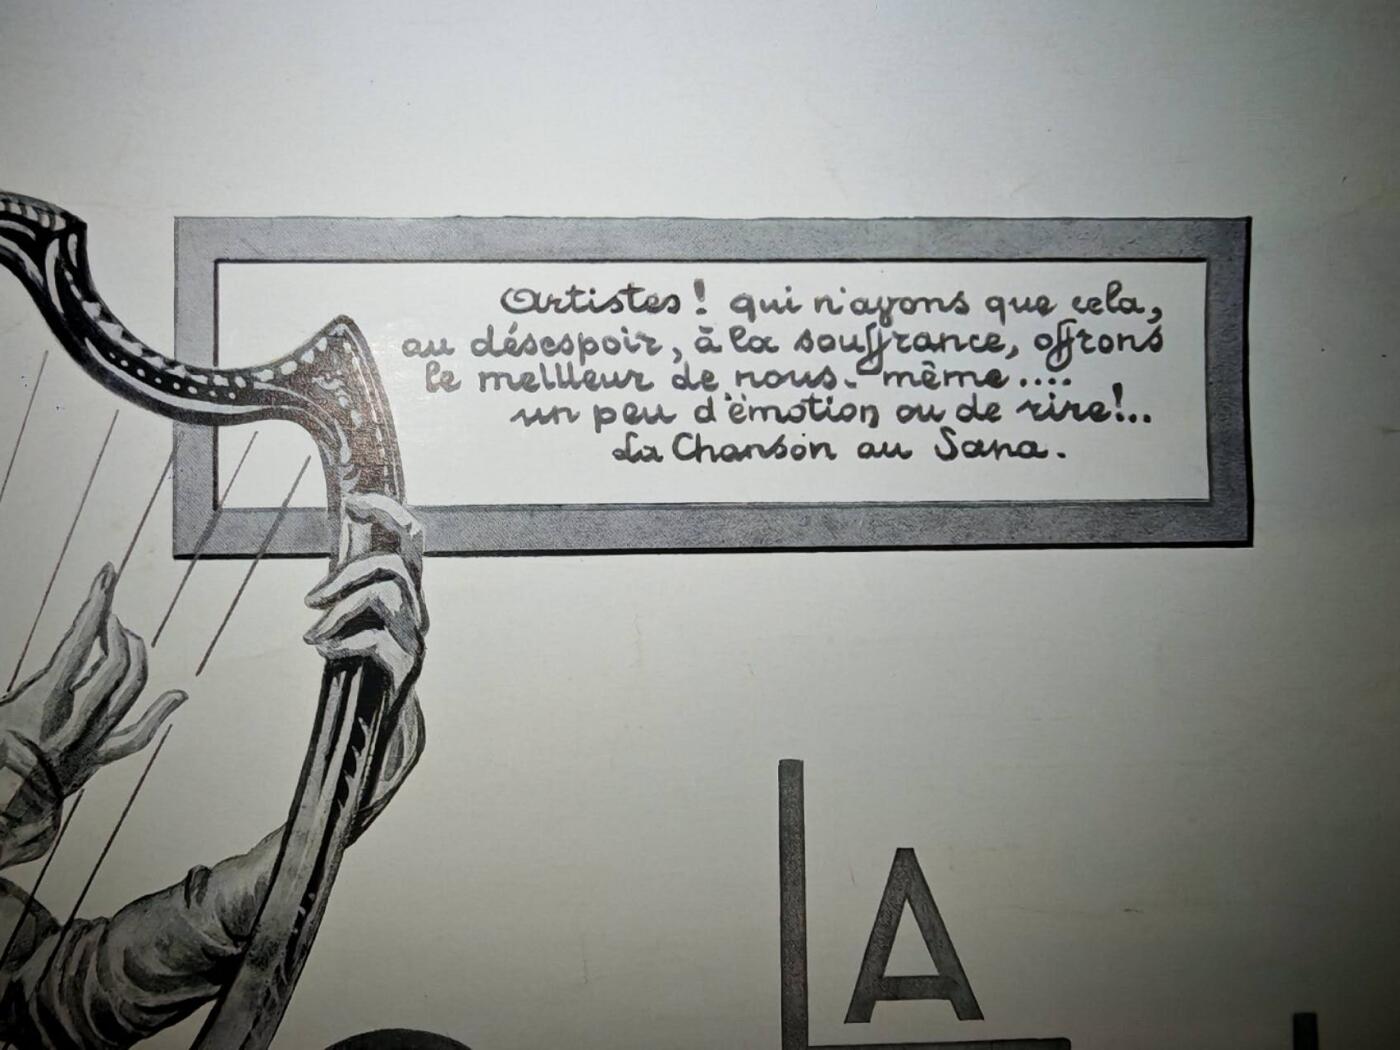 Artistes ! qui n'ayons que cela,
au désespoir, à la souffrance, offrons
le meilleur de nous-même....
un peu d'émotion ou de rire!..
La Chanson au Sana.
LA